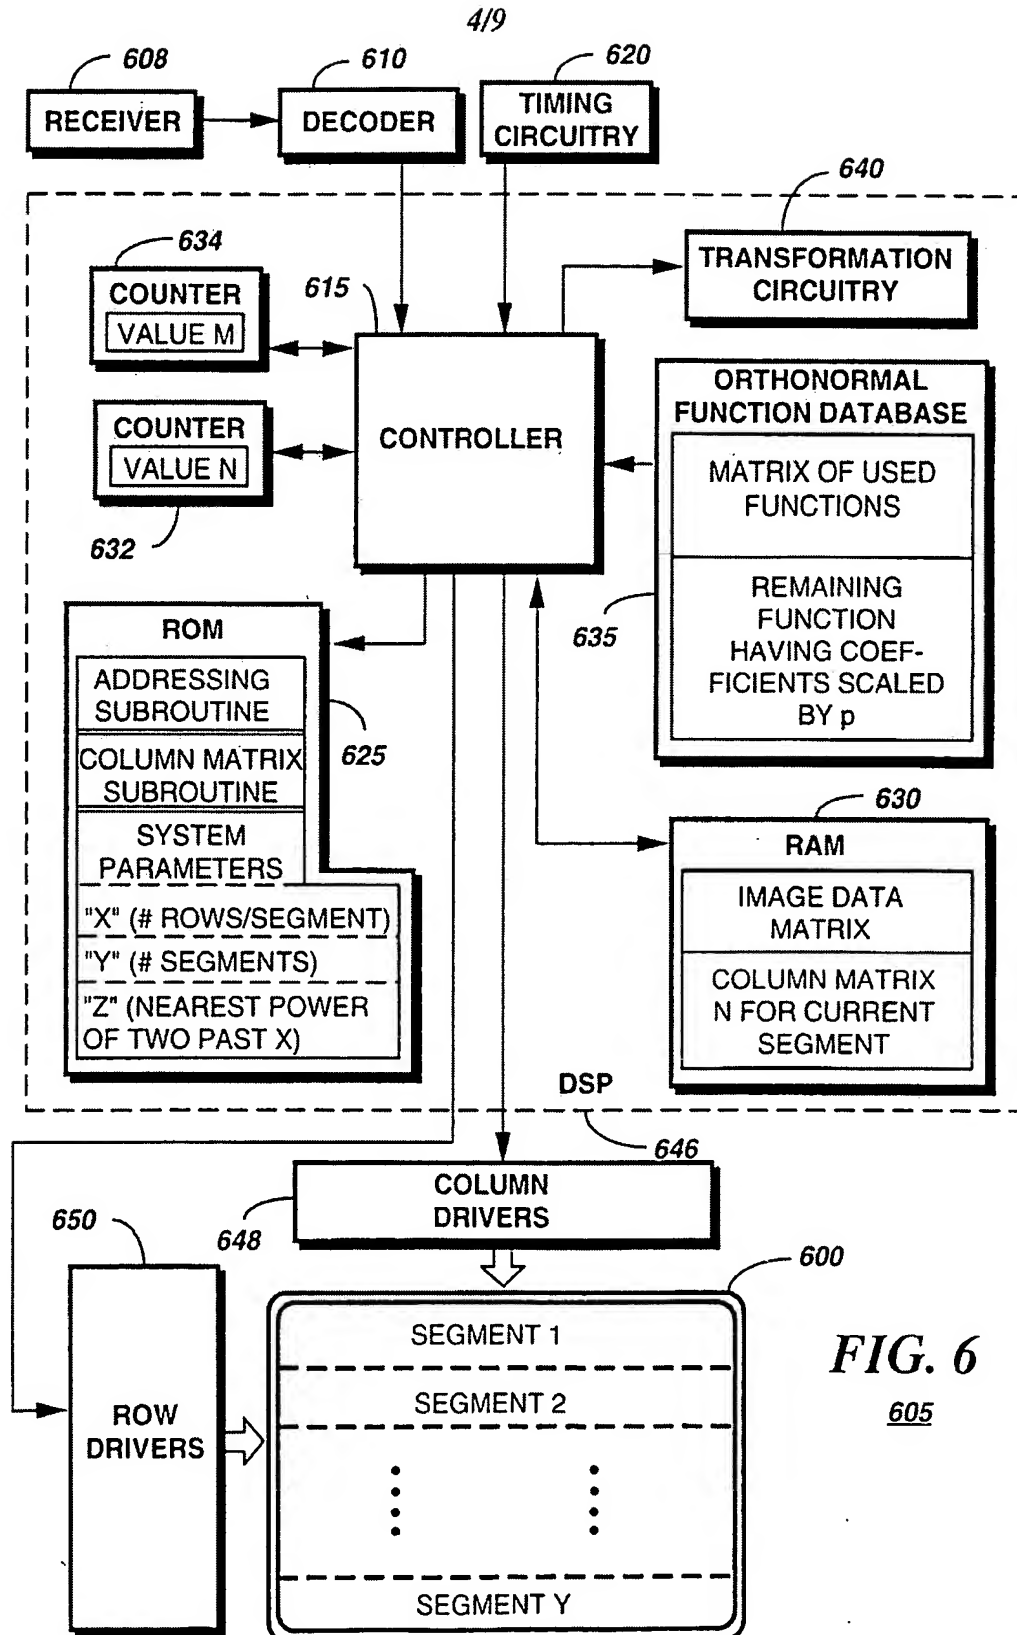 4/9
608
610
620
RECEIVER
DECODER
TIMING
CIRCUITRY
640
634
TRANSFORMATION
CIRCUITRY
COUNTER
VALUE M
615
CONTROLLER
ORTHONORMAL
FUNCTION DATABASE
MATRIX OF USED
FUNCTIONS
REMAINING
FUNCTION
HAVING COEF-
FICIENTS SCALED
BY p
635
COUNTER
VALUE N
632
ROM
ADDRESSING
SUBROUTINE
COLUMN MATRIX
SUBROUTINE
SYSTEM
PARAMETERS
"X" (# ROWS/SEGMENT)
"Y" (# SEGMENTS)
"Z" (NEAREST POWER
OF TWO PAST X)
625
630
RAM
IMAGE DATA
MATRIX
COLUMN MATRIX
N FOR CURRENT
SEGMENT
DSP
646
COLUMN
DRIVERS
648
650
600
ROW
DRIVERS
SEGMENT 1
SEGMENT 2
SEGMENT Y
FIG. 6
605